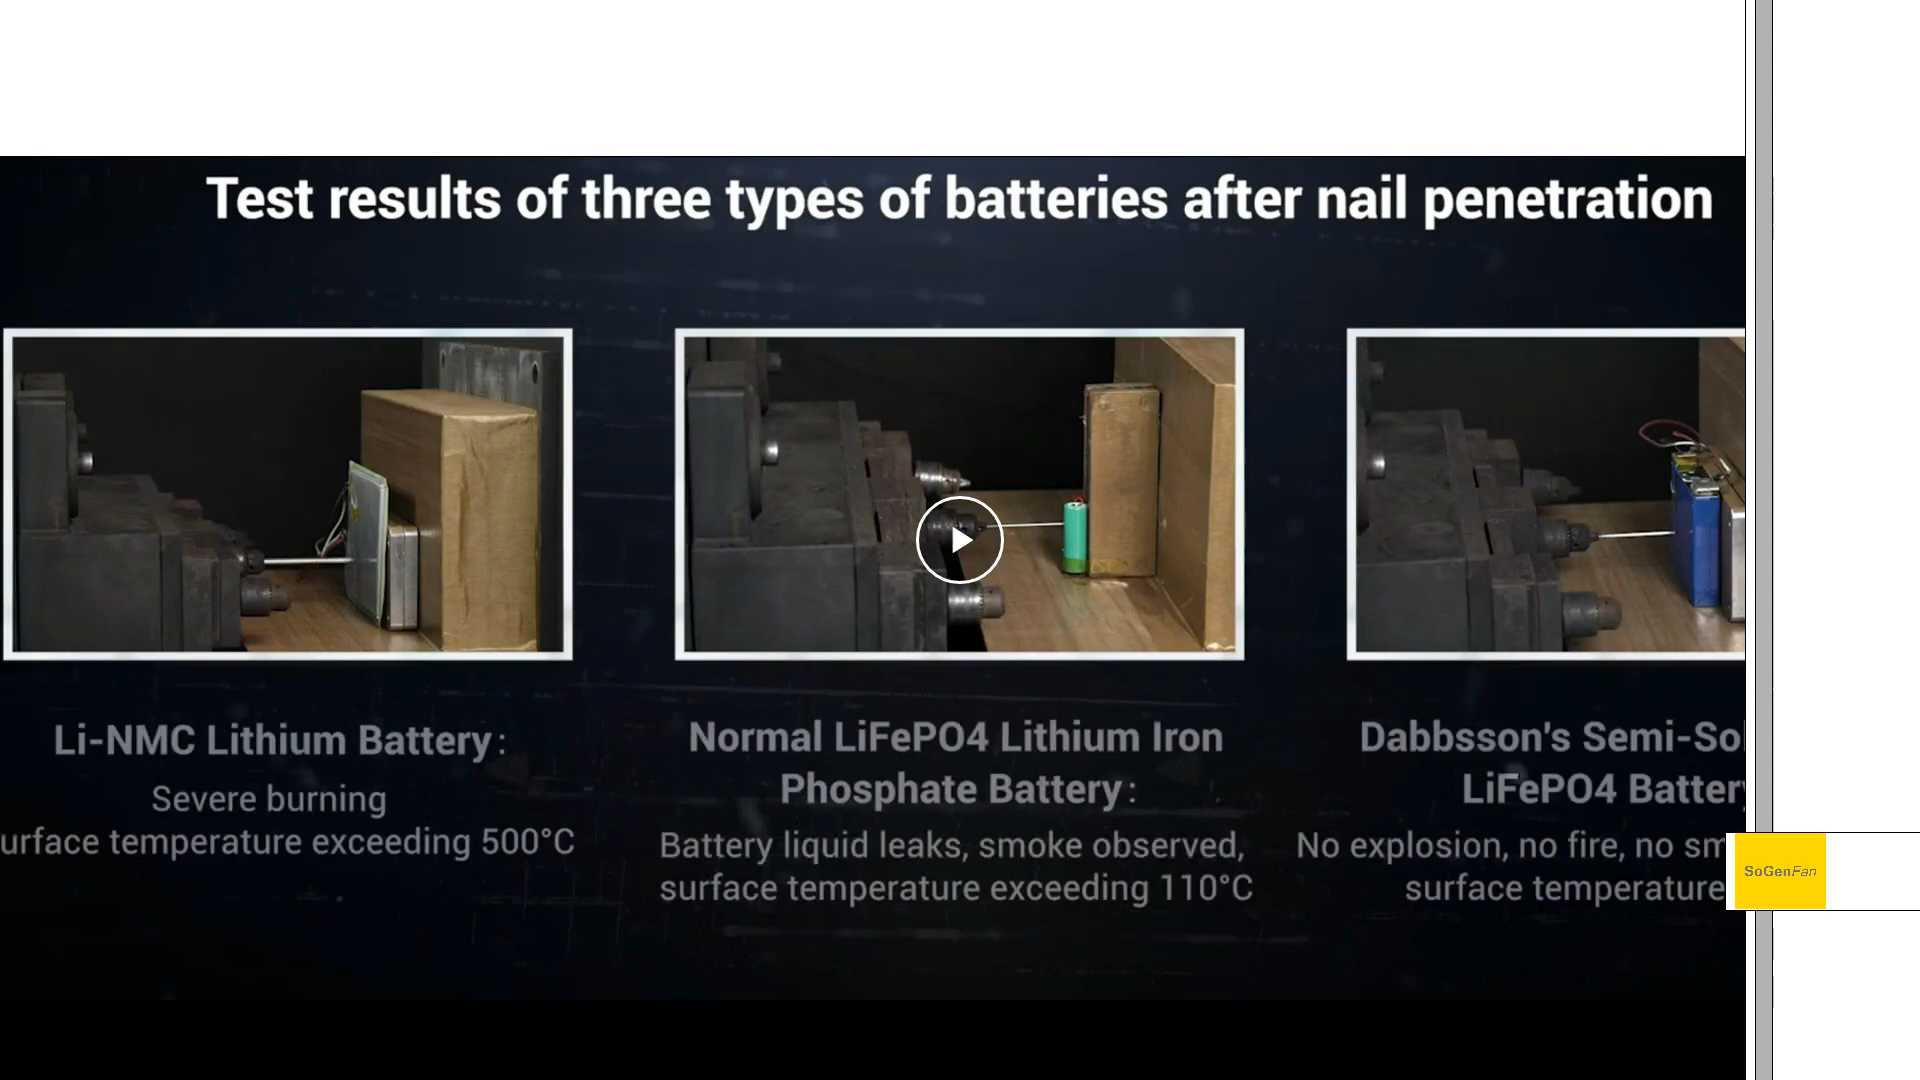 Test results of three types of batteries after nail penetration
Li-NMC Lithium Battery:
Severe burning
urface temperature exceeding 500°C
Normal LiFePO4 Lithium Iron
Phosphate Battery:
Battery liquid leaks, smoke observed,
surface temperature exceeding 110°C
Dabbsson's Semi-Sol
LiFePO4 Battery
No explosion, no fire, no sm
surface temperature
SoGenFan